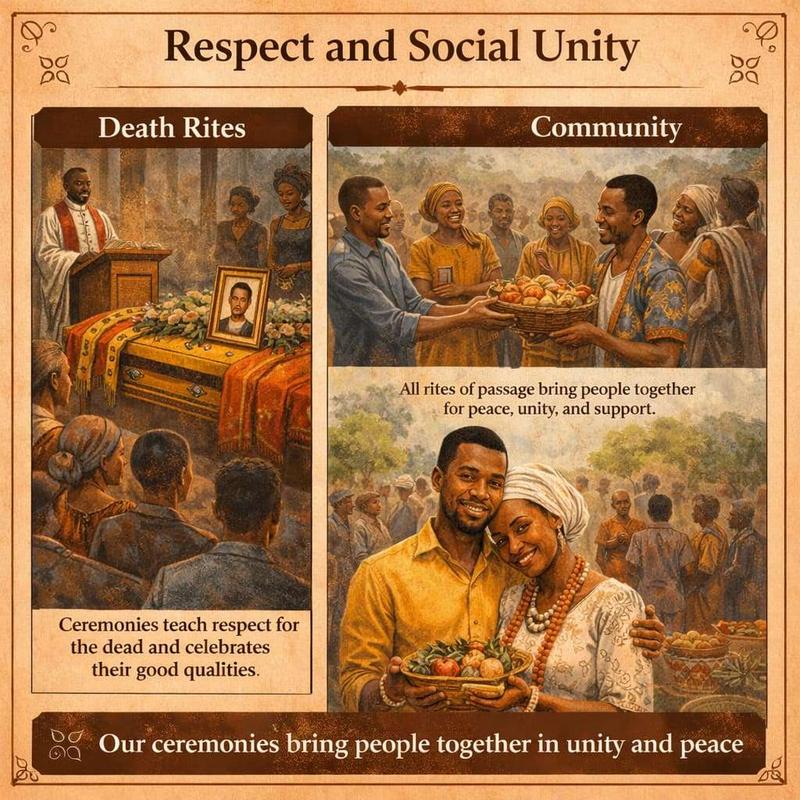 Respect and Social Unity
Death Rites
Ceremonies teach respect for
the dead and celebrates
their good qualities.
Community
All rites of passage bring people together
for peace, unity, and support.
Our ceremonies bring people together in unity and peace